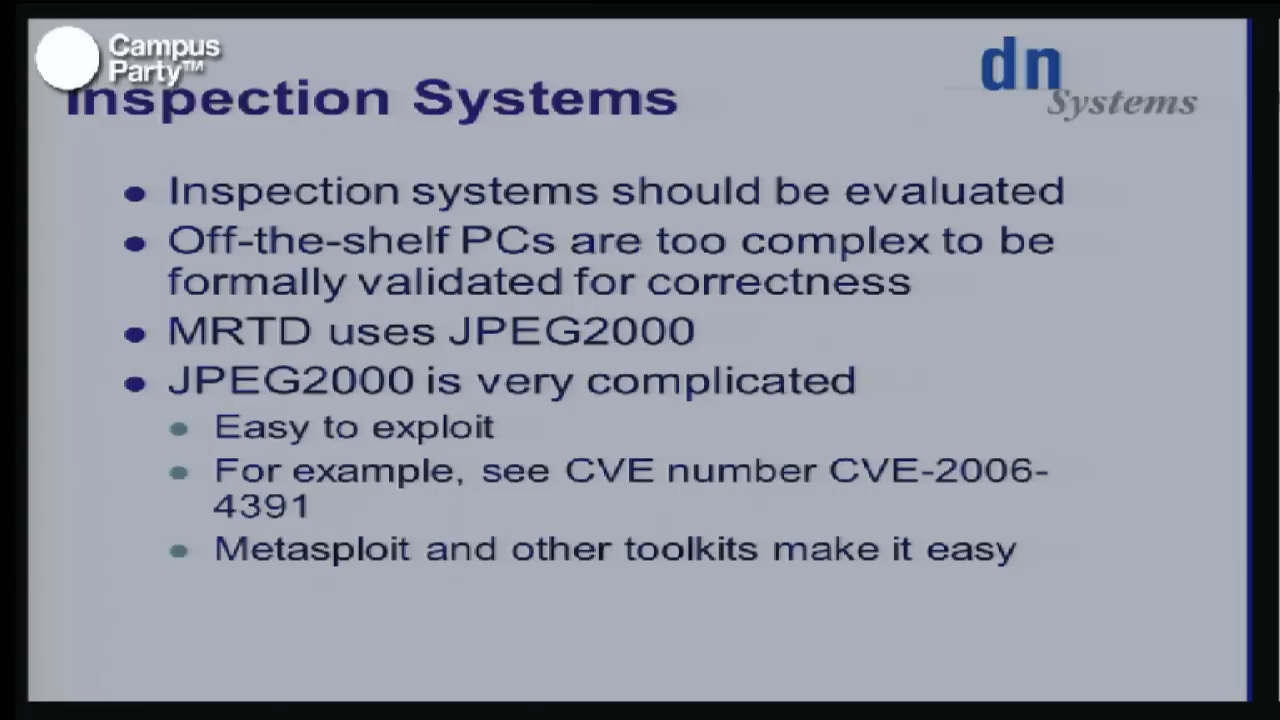 Campus
Party™
Inspection Systems
dn
Systems
Inspection systems should be evaluated
Off-the-shelf PCs are too complex to be
formally validated for correctness
MRTD uses JPEG2000
JPEG2000 is very complicated
Easy to exploit
For example, see CVE number CVE-2006-
4391
Metasploit and other toolkits make it easy